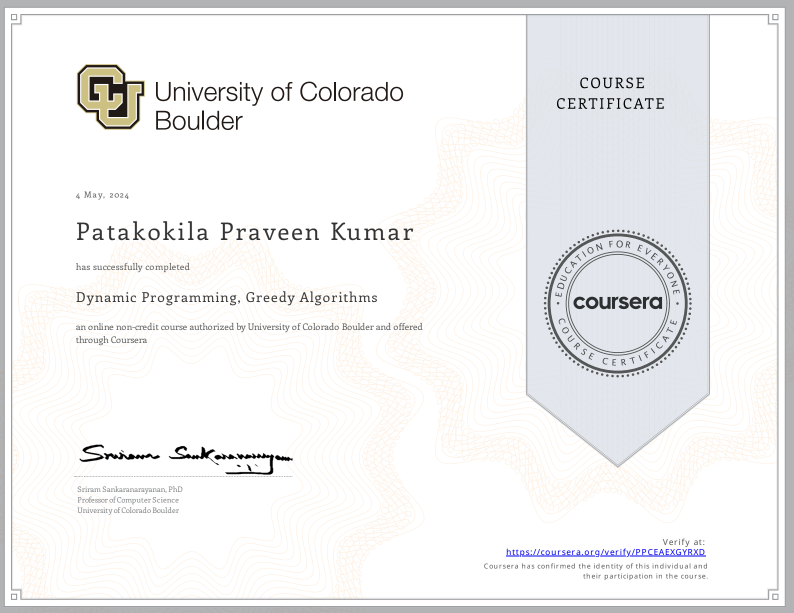 University of Colorado
Boulder
COURSE
CERTIFICATE
4 May, 2024
Patakokila Praveen Kumar
has successfully completed
Dynamic Programming, Greedy Algorithms
an online non-credit course authorized by University of Colorado Boulder and offered
through Coursera
EDUCATION FOR EVERYONE
coursera
COURSE CERTIFICATE
Sriram Sankaranarayanan
Sriram Sankaranarayanan, PhD
Professor of Computer Science
University of Colorado Boulder
Verify at:
https://coursera.org/verify/PPCEAEXGYRXD
Coursera has confirmed the identity of this individual and
their participation in the course.